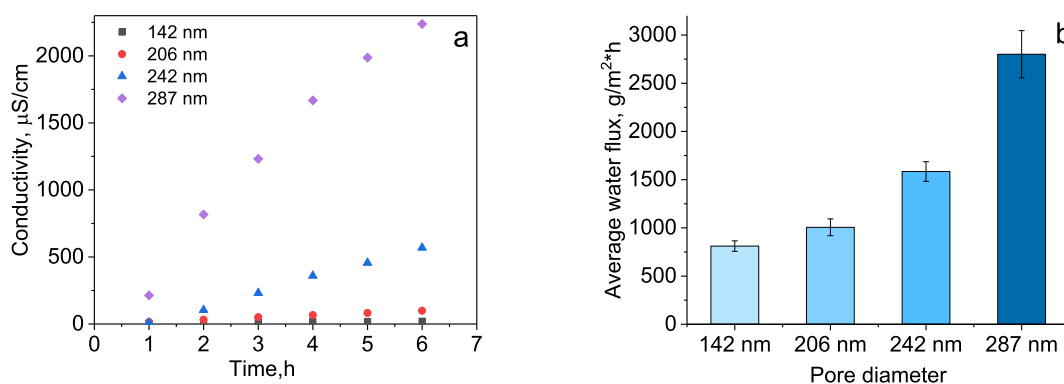 a
142 nm
206 nm
242 nm
287 nm
Conductivity, μS/cm
2000
1500
1000
500
0
0 1 2 3 4 5 6 7
Time,h
b
Average water flux, g/m²*h
3000
2500
2000
1500
1000
500
0
142 nm 206 nm 242 nm 287 nm
Pore diameter